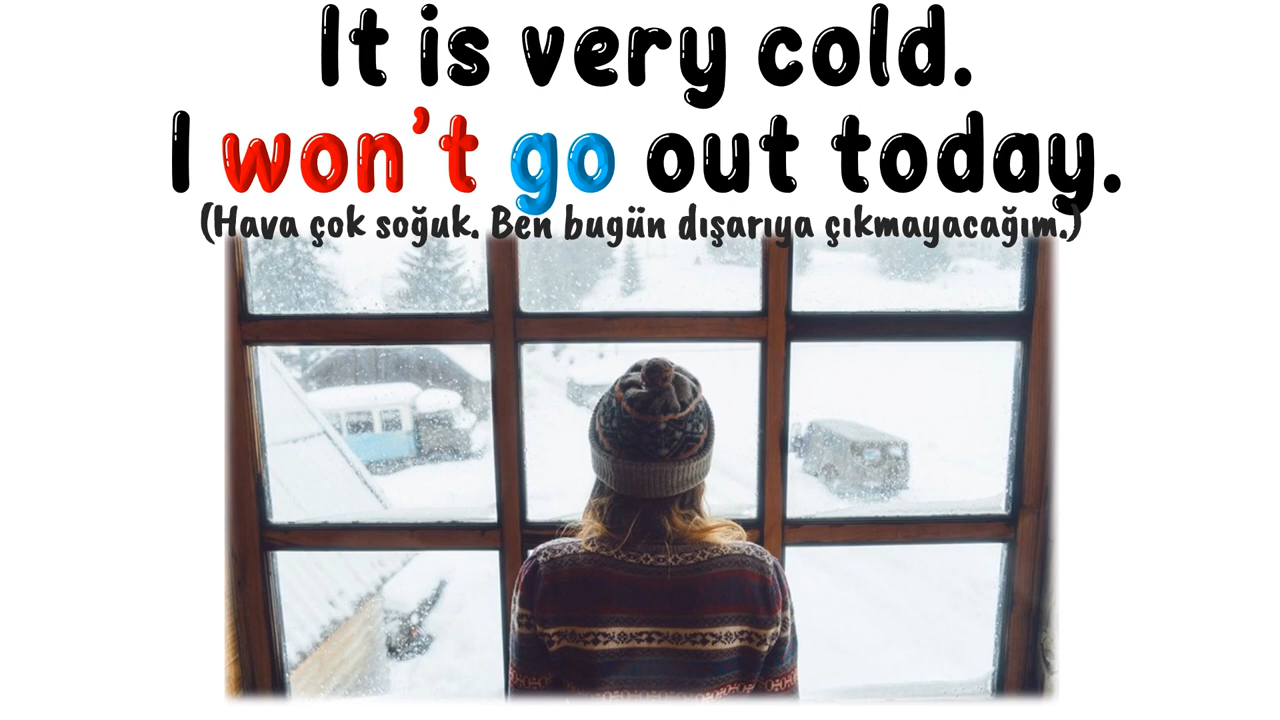 It is very cold.
I won't go out today.
(Hava çok soğuk. Ben bugün dışarıya çıkmayacağım.)